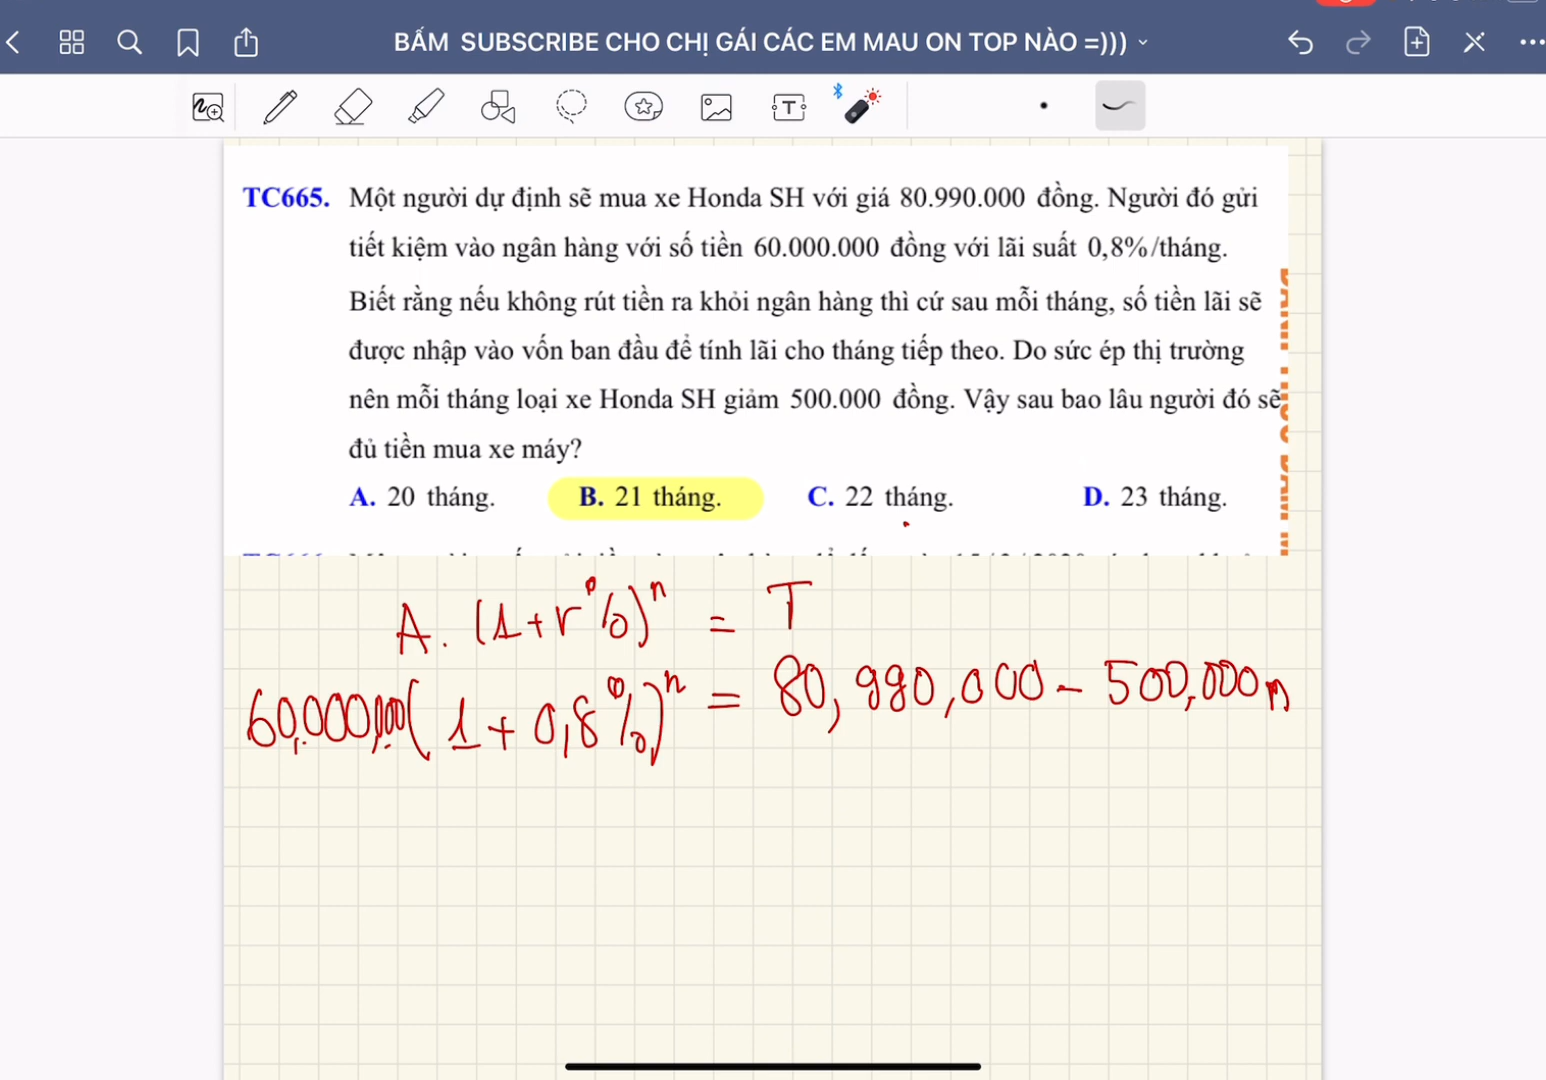 BẤM SUBSCRIBE CHO CHỊ GÁI CÁC EM MAU ON TOP NÀO =)))
TC665. Một người dự định sẽ mua xe Honda SH với giá 80.990.000 đồng. Người đó gửi
tiết kiệm vào ngân hàng với số tiền 60.000.000 đồng với lãi suất 0,8%/tháng.
Biết rằng nếu không rút tiền ra khỏi ngân hàng thì cứ sau mỗi tháng, số tiền lãi sẽ
được nhập vào vốn ban đầu để tính lãi cho tháng tiếp theo. Do sức ép thị trường
nên mỗi tháng loại xe Honda SH giảm 500.000 đồng. Vậy sau bao lâu người đó sẽ
đủ tiền mua xe máy?
A. 20 tháng. B. 21 tháng. C. 22 tháng. D. 23 tháng.
A. (1+r%)^n = T
60,000,000(1+0,8%)^n = 80,990,000 - 500,000n